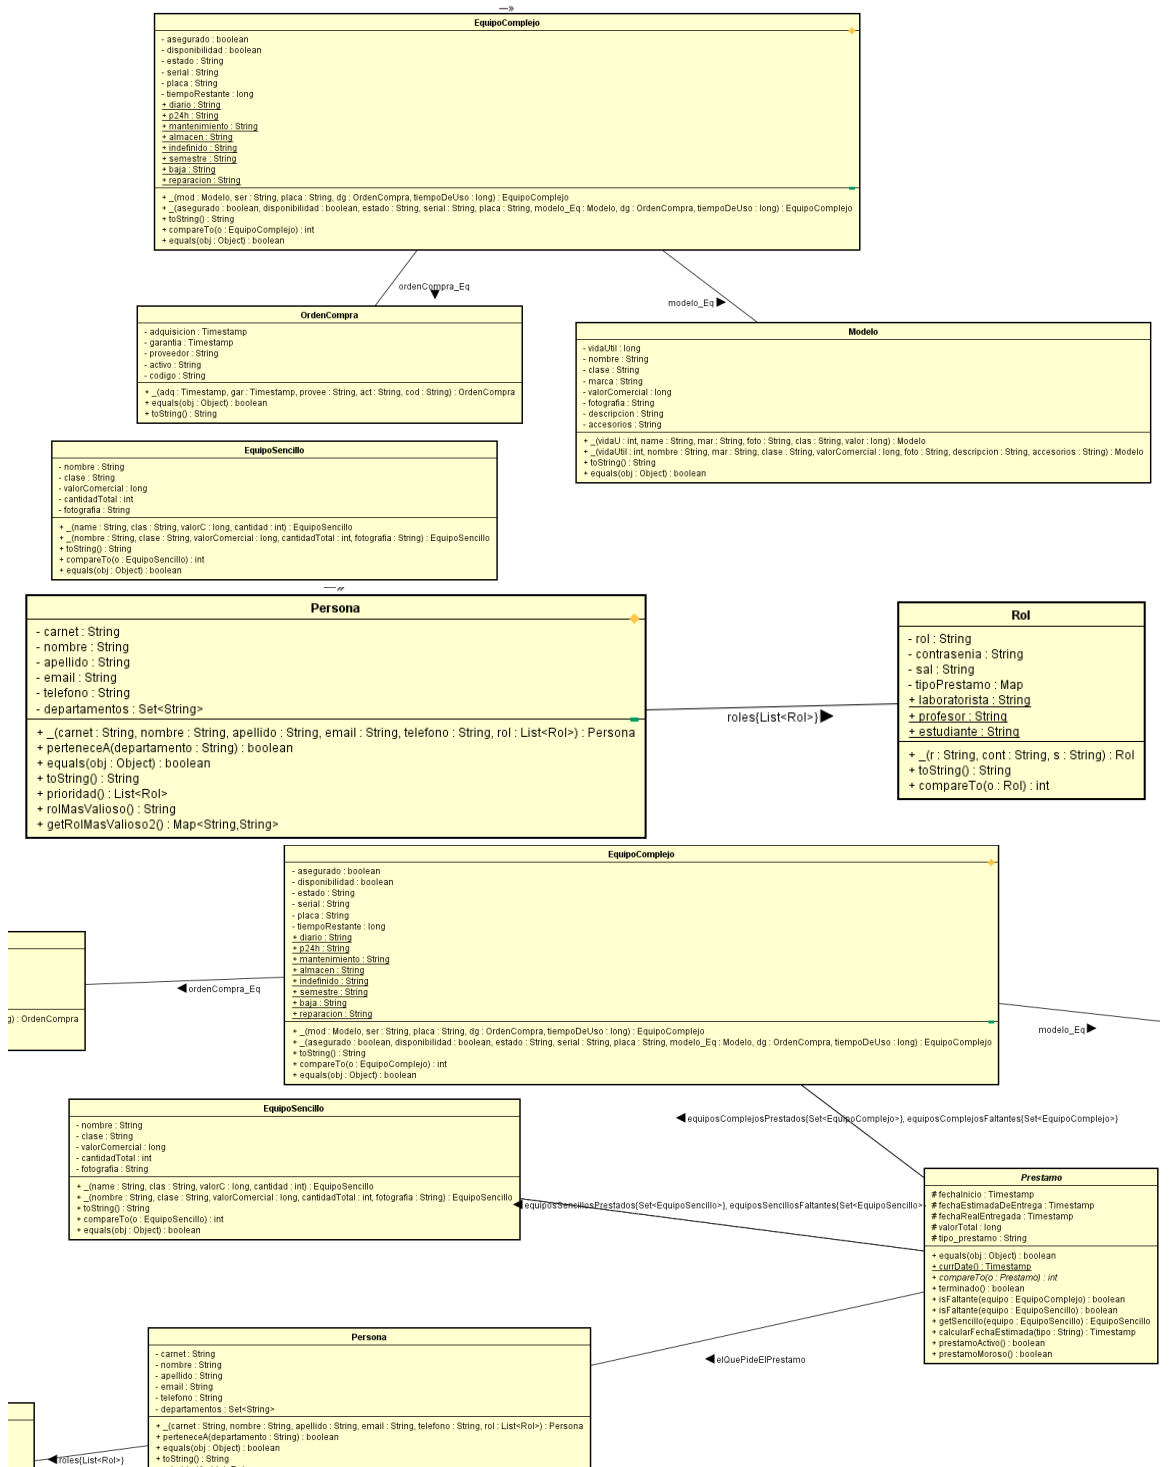 EquipoComplejo
- asegurado : boolean
- disponibilidad : boolean
- estado : String
- serial : String
- placa : String
- tiempoRestante : long
+ diario : String
+ p24h : String
+ mantenimiento : String
+ almacen : String
+ indefinido : String
+ semestre : String
+ baja : String
+ reparacion : String
+ _(mod : Modelo, ser : String, placa : String, dg : OrdenCompra, tiempoDeUso : long) : EquipoComplejo
+ _(asegurado : boolean, disponibilidad : boolean, estado : String, serial : String, placa : String, modelo_Eq : Modelo, dg : OrdenCompra, tiempoDeUso : long) : EquipoComplejo
+ toString() : String
+ compareTo(o : EquipoComplejo) : int
+ equals(obj : Object) : boolean
ordenCompra_Eq
modelo_Eq
OrdenCompra
- adquisicion : Timestamp
- garantia : Timestamp
- proveedor : String
- activo : String
- codigo : String
+ _(adq : Timestamp, gar : Timestamp, provee : String, act : String, cod : String) : OrdenCompra
+ equals(obj : Object) : boolean
+ toString() : String
Modelo
- vidaUtil : long
- nombre : String
- clase : String
- marca : String
- valorComercial : long
- fotografia : String
- descripcion : String
- accesorios : String
+ _(vidaU : int, name : String, mar : String, foto : String, clas : String, valor : long) : Modelo
+ _(vidaUtil : int, nombre : String, mar : String, clase : String, valorComercial : long, foto : String, descripcion : String, accesorios : String) : Modelo
+ toString() : String
+ equals(obj : Object) : boolean
EquipoSencillo
- nombre : String
- clase : String
- valorComercial : long
- cantidadTotal : int
- fotografia : String
+ _(name : String, clas : String, valorC : long, cantidad : int) : EquipoSencillo
+ _(nombre : String, clase : String, valorComercial : long, cantidadTotal : int, fotografia : String) : EquipoSencillo
+ toString() : String
+ compareTo(o : EquipoSencillo) : int
+ equals(obj : Object) : boolean
Persona
- carnet : String
- nombre : String
- apellido : String
- email : String
- telefono : String
- departamentos : Set<String>
+ _(carnet : String, nombre : String, apellido : String, email : String, telefono : String, rol : List<Rol>) : Persona
+ perteneceA(departamento : String) : boolean
+ equals(obj : Object) : boolean
+ toString() : String
+ prioridad() : List<Rol>
+ rolMasValioso() : String
+ getRolMasValioso2() : Map<String,String>
roles{List<Rol>}
Rol
- rol : String
- contrasenia : String
- sal : String
- tipoPrestamo : Map
+ laboratorista : String
+ profesor : String
+ estudiante : String
+ _(r : String, cont : String, s : String) : Rol
+ toString() : String
+ compareTo(o : Rol) : int
EquipoComplejo
- asegurado : boolean
- disponibilidad : boolean
- estado : String
- serial : String
- placa : String
- tiempoRestante : long
+ diario : String
+ p24h : String
+ mantenimiento : String
+ almacen : String
+ indefinido : String
+ semestre : String
+ baja : String
+ reparacion : String
+ _(mod : Modelo, ser : String, placa : String, dg : OrdenCompra, tiempoDeUso : long) : EquipoComplejo
+ _(asegurado : boolean, disponibilidad : boolean, estado : String, serial : String, placa : String, modelo_Eq : Modelo, dg : OrdenCompra, tiempoDeUso : long) : EquipoComplejo
+ toString() : String
+ compareTo(o : EquipoComplejo) : int
+ equals(obj : Object) : boolean
ordenCompra_Eq
) : OrdenCompra
modelo_Eq
equiposComplejosPrestados{Set<EquipoComplejo>}, equiposComplejosFaltantes{Set<EquipoComplejo>}
EquipoSencillo
- nombre : String
- clase : String
- valorComercial : long
- cantidadTotal : int
- fotografia : String
+ _(name : String, clas : String, valorC : long, cantidad : int) : EquipoSencillo
+ _(nombre : String, clase : String, valorComercial : long, cantidadTotal : int, fotografia : String) : EquipoSencillo
+ toString() : String
+ compareTo(o : EquipoSencillo) : int
+ equals(obj : Object) : boolean
equiposSencillosPrestados{Set<EquipoSencillo>}, equiposSencillosFaltantes{Set<EquipoSencillo>}
Prestamo
# fechaInicio : Timestamp
# fechaEstimadaDeEntrega : Timestamp
# fechaRealEntregada : Timestamp
# valorTotal : long
# tipo_prestamo : String
+ equals(obj : Object) : boolean
+ currDate() : Timestamp
+ compareTo(o : Prestamo) : int
+ terminado() : boolean
+ isFaltante(equipo : EquipoComplejo) : boolean
+ isFaltante(equipo : EquipoSencillo) : boolean
+ getSencillo(equipo : EquipoSencillo) : EquipoSencillo
+ calcularFechaEstimada(tipo : String) : Timestamp
+ prestamoActivo() : boolean
+ prestamoMoroso() : boolean
elQuePideElPrestamo
Persona
- carnet : String
- nombre : String
- apellido : String
- email : String
- telefono : String
- departamentos : Set<String>
+ _(carnet : String, nombre : String, apellido : String, email : String, telefono : String, rol : List<Rol>) : Persona
+ perteneceA(departamento : String) : boolean
+ equals(obj : Object) : boolean
+ toString() : String
roles{List<Rol>}